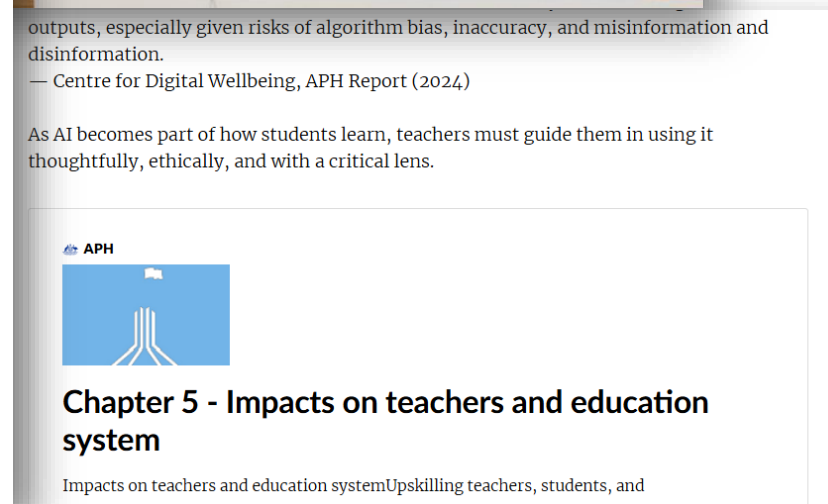 outputs, especially given risks of algorithm bias, inaccuracy, and misinformation and
disinformation.
— Centre for Digital Wellbeing, APH Report (2024)
As AI becomes part of how students learn, teachers must guide them in using it
thoughtfully, ethically, and with a critical lens.
APH
Chapter 5 - Impacts on teachers and education
system
Impacts on teachers and education systemUpskilling teachers, students, and